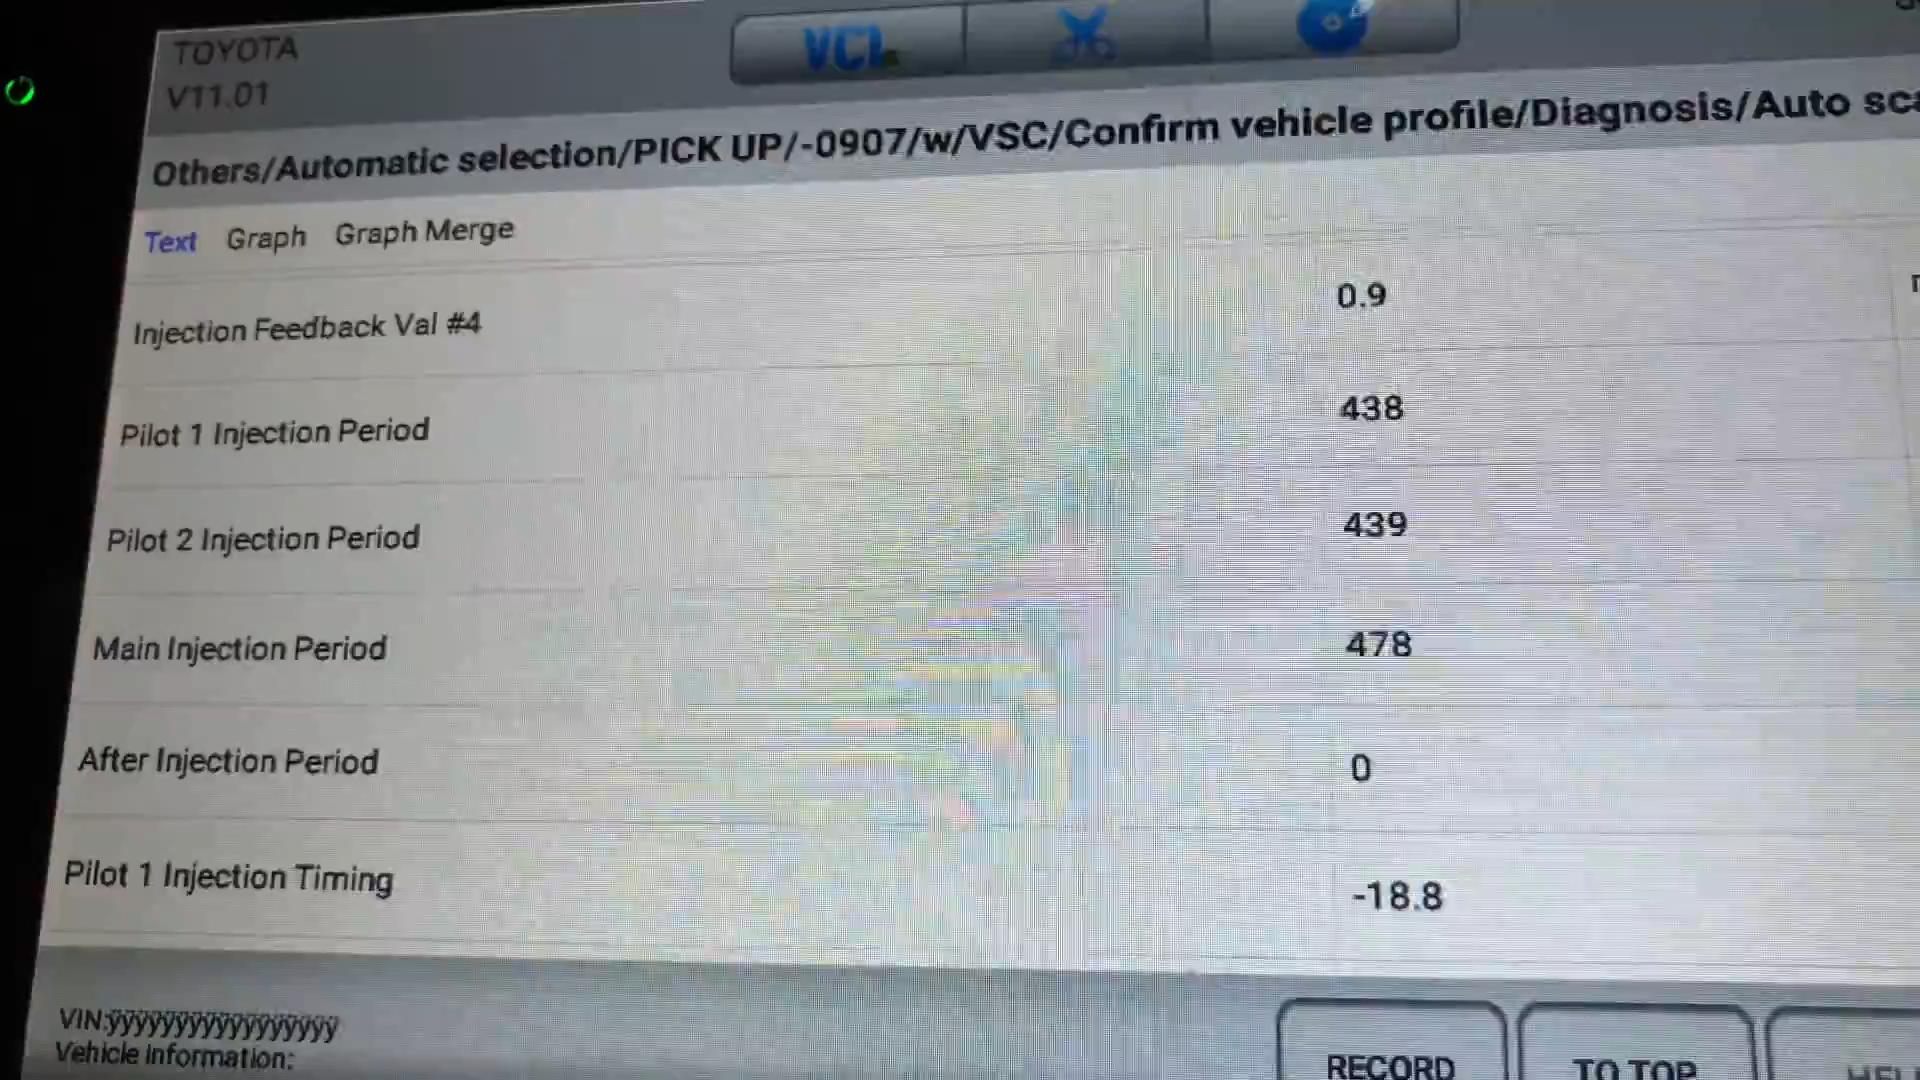 TOYOTA
V11.01
VCI
Others/Automatic selection/PICK UP/-0907/w/VSC/Confirm vehicle profile/Diagnosis/Auto sca
Text Graph Graph Merge
Injection Feedback Val #4 0.9
Pilot 1 Injection Period 438
Pilot 2 Injection Period 439
Main Injection Period 478
After Injection Period 0
Pilot 1 Injection Timing -18.8
VIN:ÿÿÿÿÿÿÿÿÿÿÿÿÿÿÿÿÿ
Vehicle Information:
RECORD TO TOP